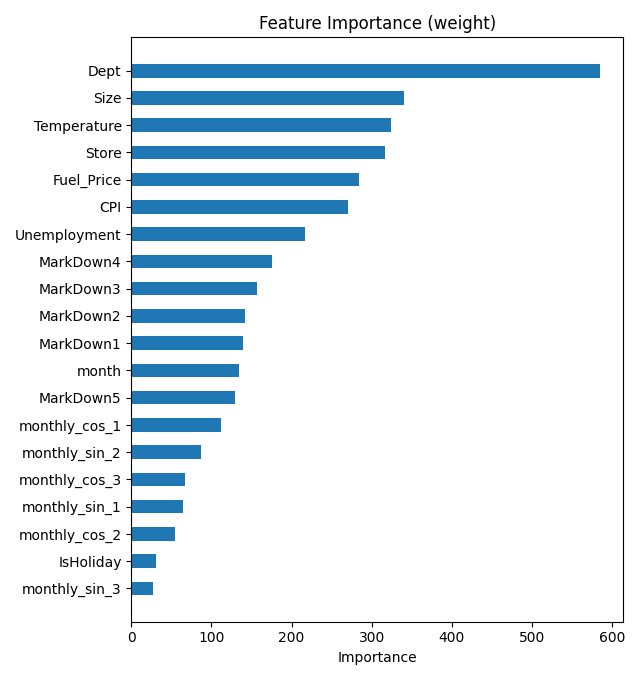 Feature Importance (weight)
Dept
Size
Temperature
Store
Fuel_Price
CPI
Unemployment
MarkDown4
MarkDown3
MarkDown2
MarkDown1
month
MarkDown5
monthly_cos_1
monthly_sin_2
monthly_cos_3
monthly_sin_1
monthly_cos_2
IsHoliday
monthly_sin_3
0 100 200 300 400 500 600
Importance